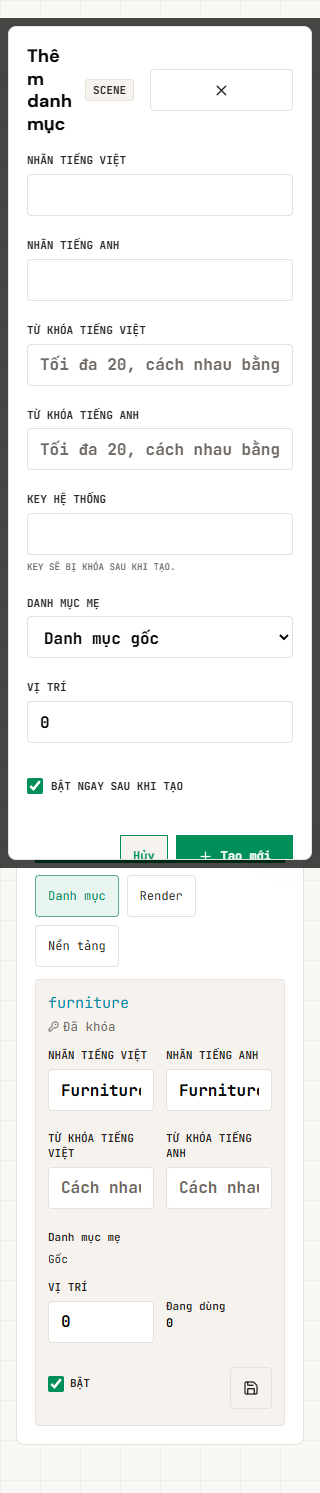 Thê
m
danh
mục
SCENE
NHÃN TIẾNG VIỆT
NHÃN TIẾNG ANH
TỪ KHÓA TIẾNG VIỆT
Tối đa 20, cách nhau bằng
TỪ KHÓA TIẾNG ANH
Tối đa 20, cách nhau bằng
KEY HỆ THỐNG
KEY SẼ BỊ KHÓA SAU KHI TẠO.
DANH MỤC MẸ
Danh mục gốc
VỊ TRÍ
0
BẬT NGAY SAU KHI TẠO
Hủy
Tạo mới
Danh mục
Render
Nền tảng
furniture
Đã khóa
NHÃN TIẾNG VIỆT
NHÃN TIẾNG ANH
Furniture
Furniture
TỪ KHÓA TIẾNG
VIỆT
TỪ KHÓA TIẾNG
ANH
Cách nhau
Cách nhau
Danh mục mẹ
Gốc
VỊ TRÍ
0
Đang dùng
0
BẬT